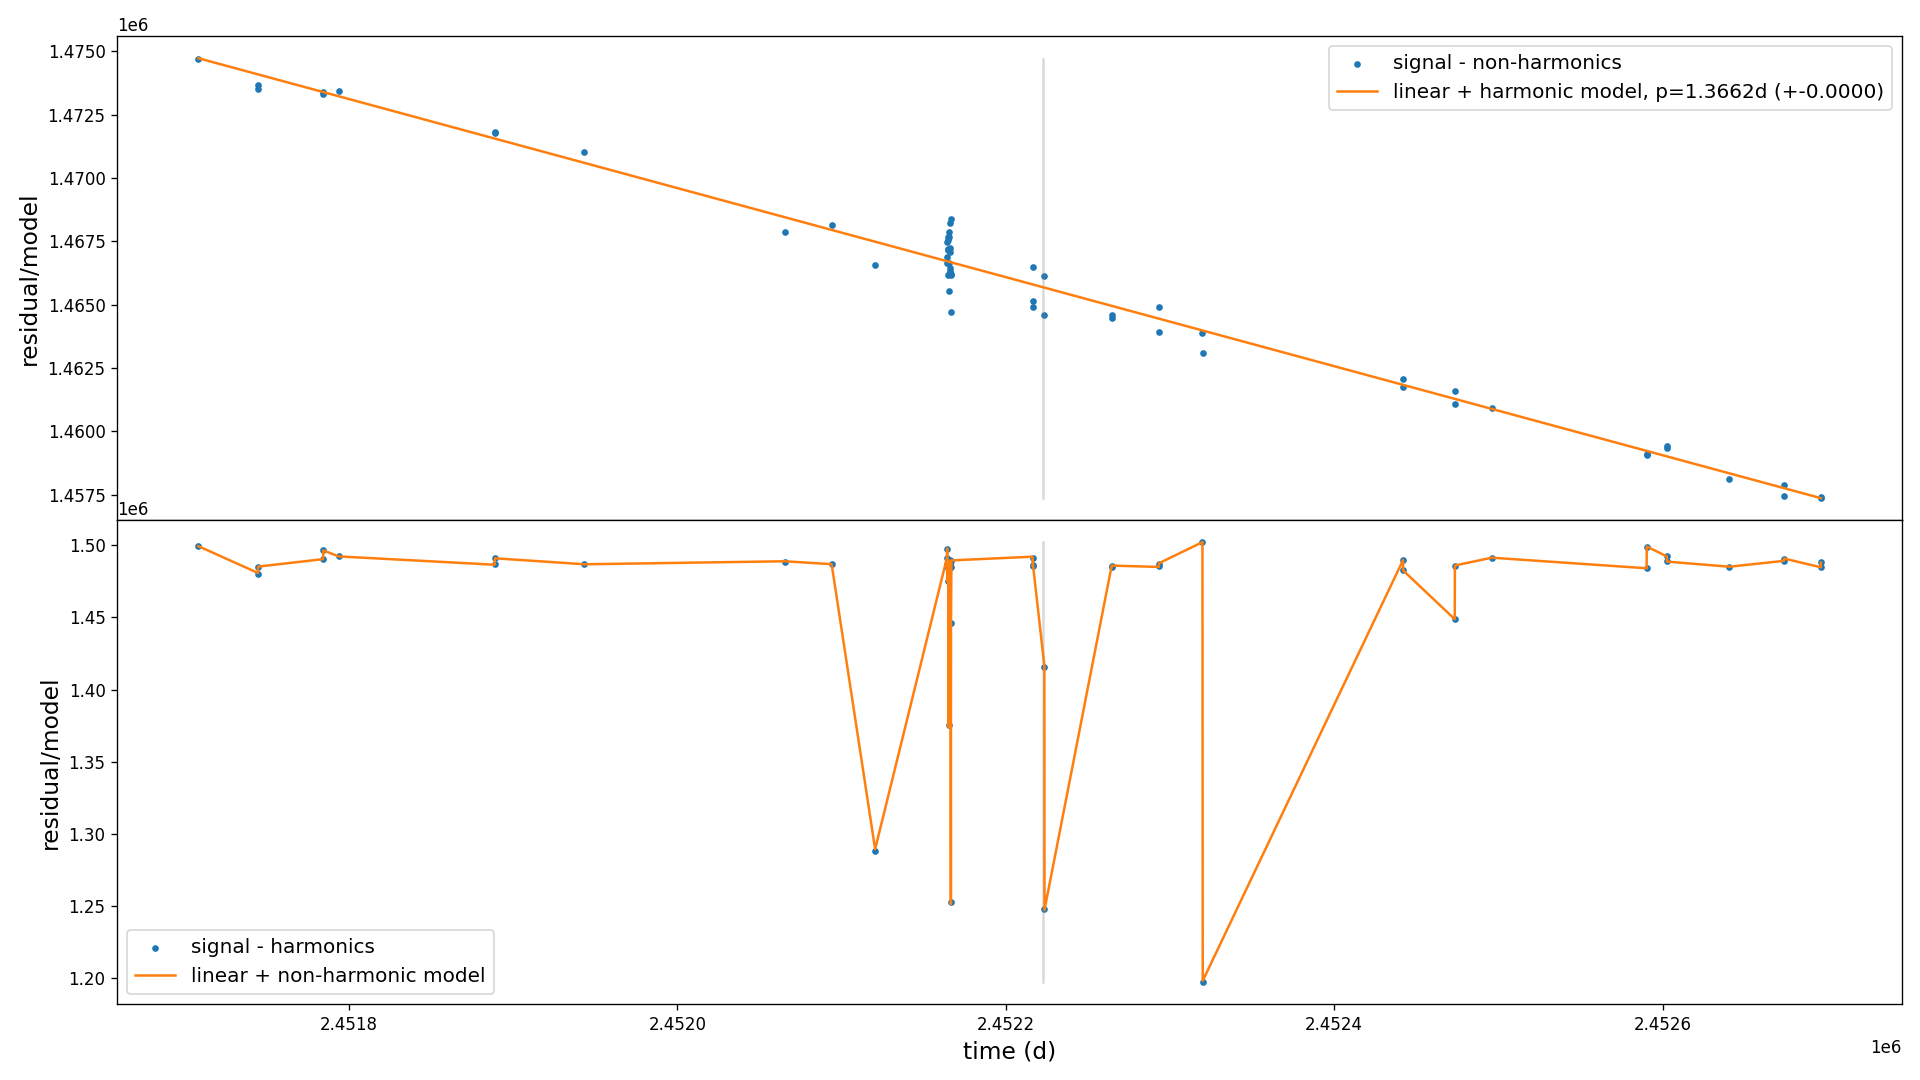 1e6
1.4750
1.4725
1.4700
1.4675
1.4650
1.4625
1.4600
1.4575
residual/model
signal - non-harmonics
linear + harmonic model, p=1.3662d (+-0.0000)
1e6
1.50
1.45
1.40
1.35
1.30
1.25
1.20
residual/model
signal - harmonics
linear + non-harmonic model
2.4518
2.4520
2.4522
2.4524
2.4526
1e6
time (d)